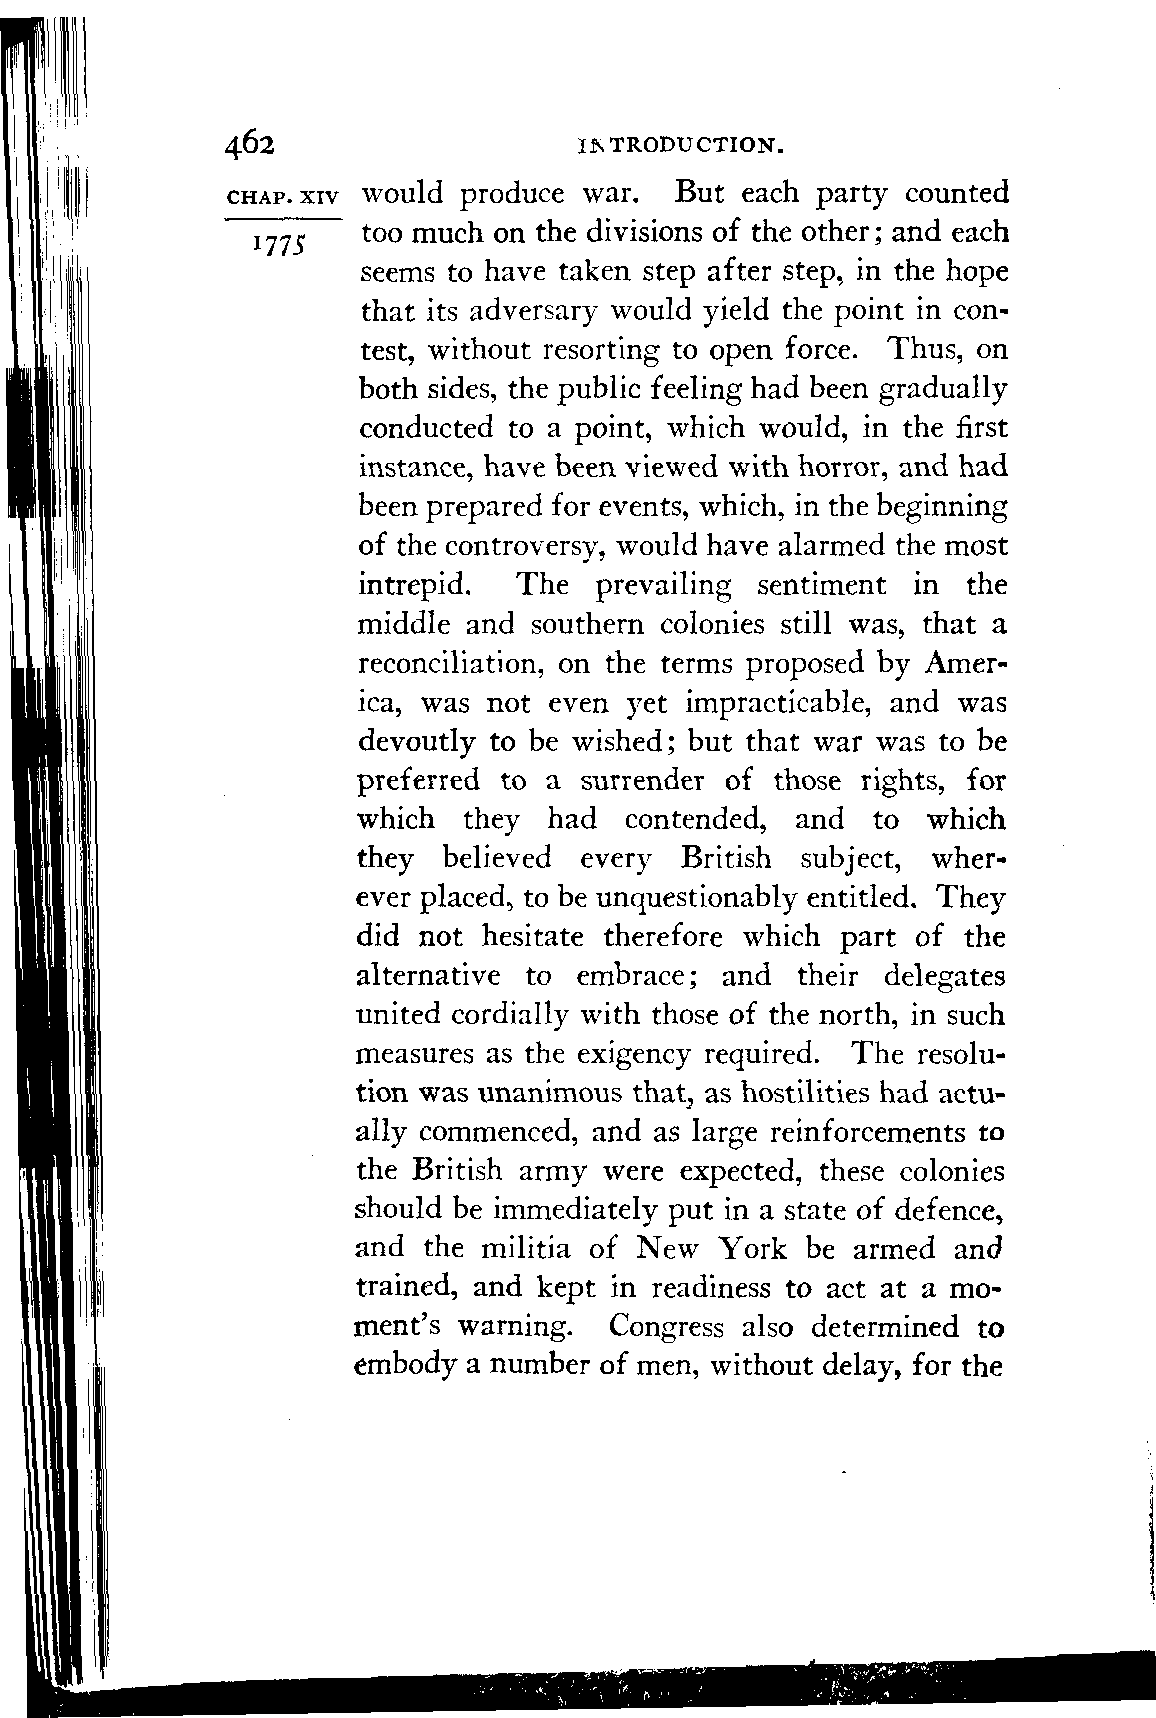 462 INTRODUCTION.
CHAP. XIV would produce war. But each party counted
1775 too much on the divisions of the other; and each
seems to have taken step after step, in the hope
that its adversary would yield the point in con-
test, without resorting to open force. Thus, on
both sides, the public feeling had been gradually
conducted to a point, which would, in the first
instance, have been viewed with horror, and had
been prepared for events, which, in the beginning
of the controversy, would have alarmed the most
intrepid. The prevailing sentiment in the
middle and southern colonies still was, that a
reconciliation, on the terms proposed by Amer-
ica, was not even yet impracticable, and was
devoutly to be wished; but that war was to be
preferred to a surrender of those rights, for
which they had contended, and to which
they believed every British subject, wher-
ever placed, to be unquestionably entitled. They
did not hesitate therefore which part of the
alternative to embrace; and their delegates
united cordially with those of the north, in such
measures as the exigency required. The resolu-
tion was unanimous that, as hostilities had actu-
ally commenced, and as large reinforcements to
the British army were expected, these colonies
should be immediately put in a state of defence,
and the militia of New York be armed and
trained, and kept in readiness to act at a mo-
ment's warning. Congress also determined to
embody a number of men, without delay, for the